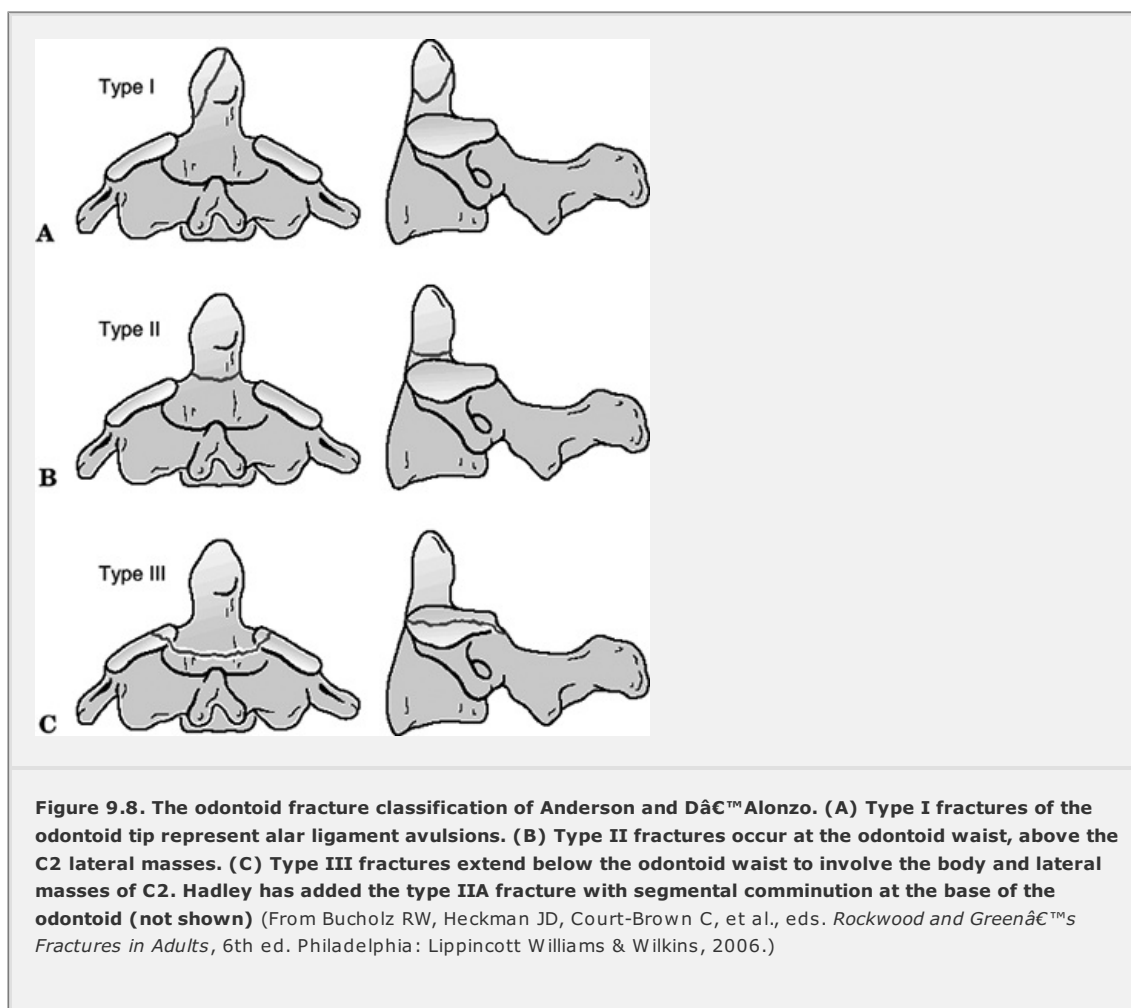 Type I
A
Type II
B
Type III
C
Figure 9.8. The odontoid fracture classification of Anderson and Dâ€™Alonzo. (A) Type I fractures of the
odontoid tip represent alar ligament avulsions. (B) Type II fractures occur at the odontoid waist, above the
C2 lateral masses. (C) Type III fractures extend below the odontoid waist to involve the body and lateral
masses of C2. Hadley has added the type IIA fracture with segmental comminution at the base of the
odontoid (not shown) (From Bucholz RW, Heckman JD, Court-Brown C, et al., eds. Rockwood and Greenâ€™s
Fractures in Adults, 6th ed. Philadelphia: Lippincott Williams & Wilkins, 2006.)